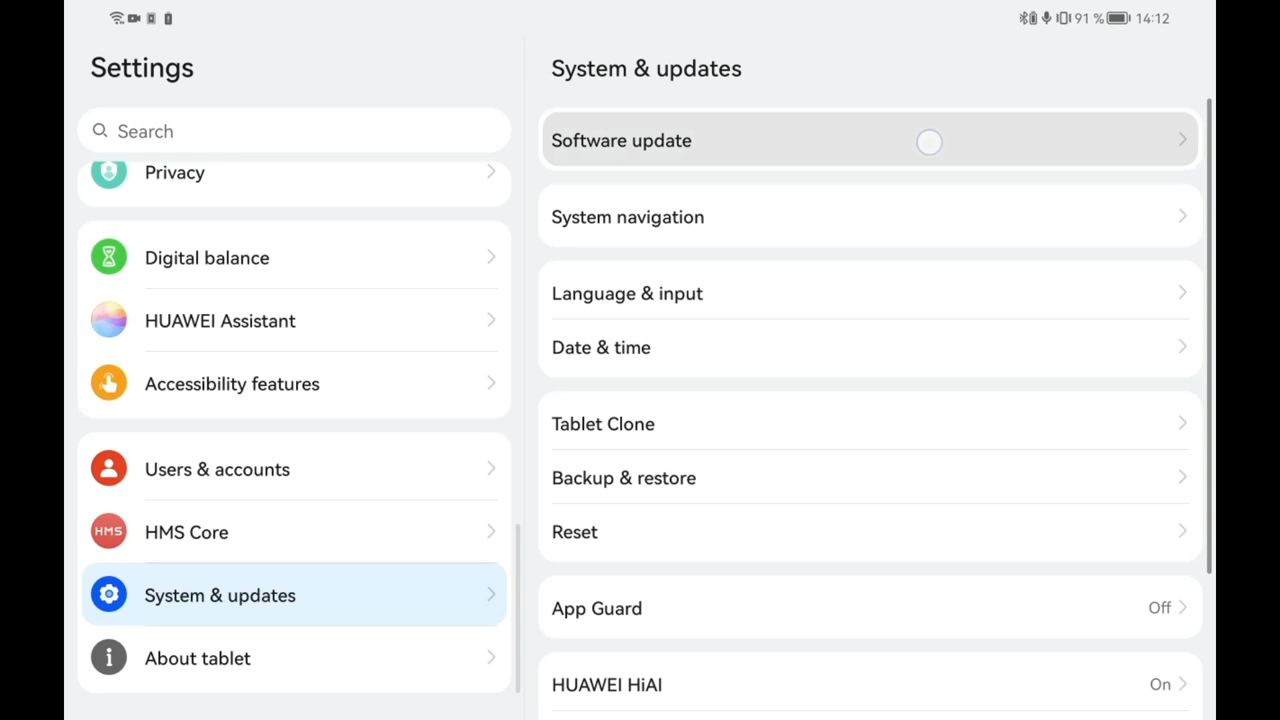 91 % 14:12
Settings
Search
Privacy
Digital balance
HUAWEI Assistant
Accessibility features
Users & accounts
HMS
HMS Core
System & updates
About tablet
System & updates
Software update
System navigation
Language & input
Date & time
Tablet Clone
Backup & restore
Reset
App Guard Off
HUAWEI HiAI On